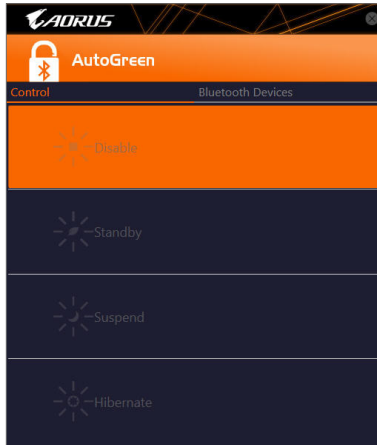 AORUS
AutoGreen
Control Bluetooth Devices
Disable
Standby
Suspend
Hibernate